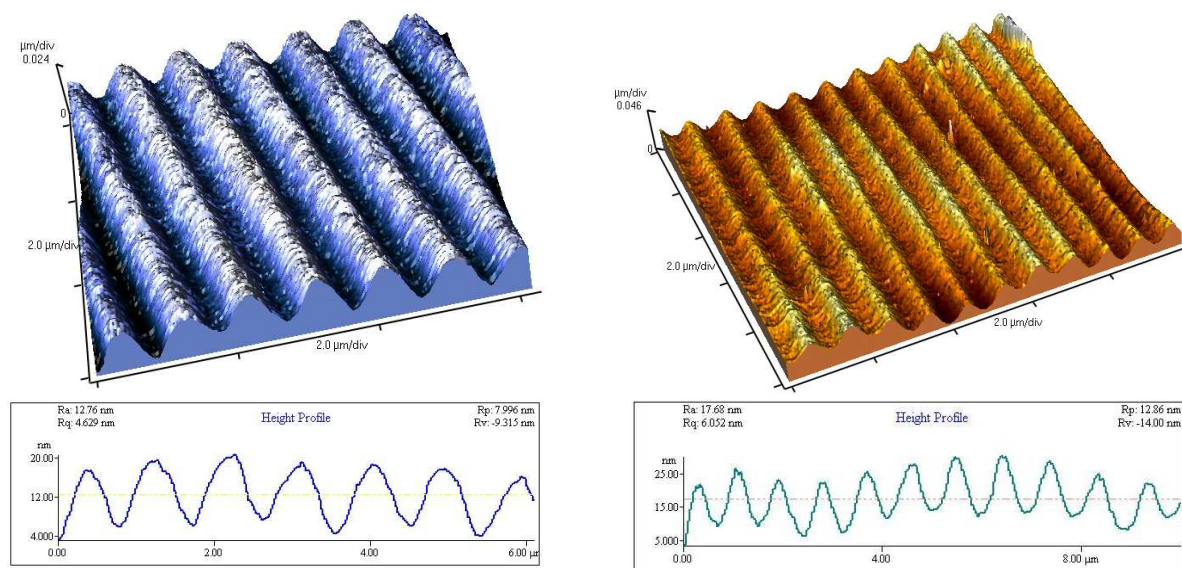 µm/div
0.024
0
2.0 µm/div
2.0 µm/div
Ra: 12.76 nm
Rq: 4.629 nm
Height Profile
Rp: 7.996 nm
Rv: -9.315 nm
nm
20.00
12.00
4.000
0.00
2.00
4.00
6.00 µm
µm/div
0.046
0
2.0 µm/div
2.0 µm/div
Ra: 17.68 nm
Rq: 6.052 nm
Height Profile
Rp: 12.86 nm
Rv: -14.00 nm
nm
25.00
15.00
5.000
0.00
4.00
8.00 µm